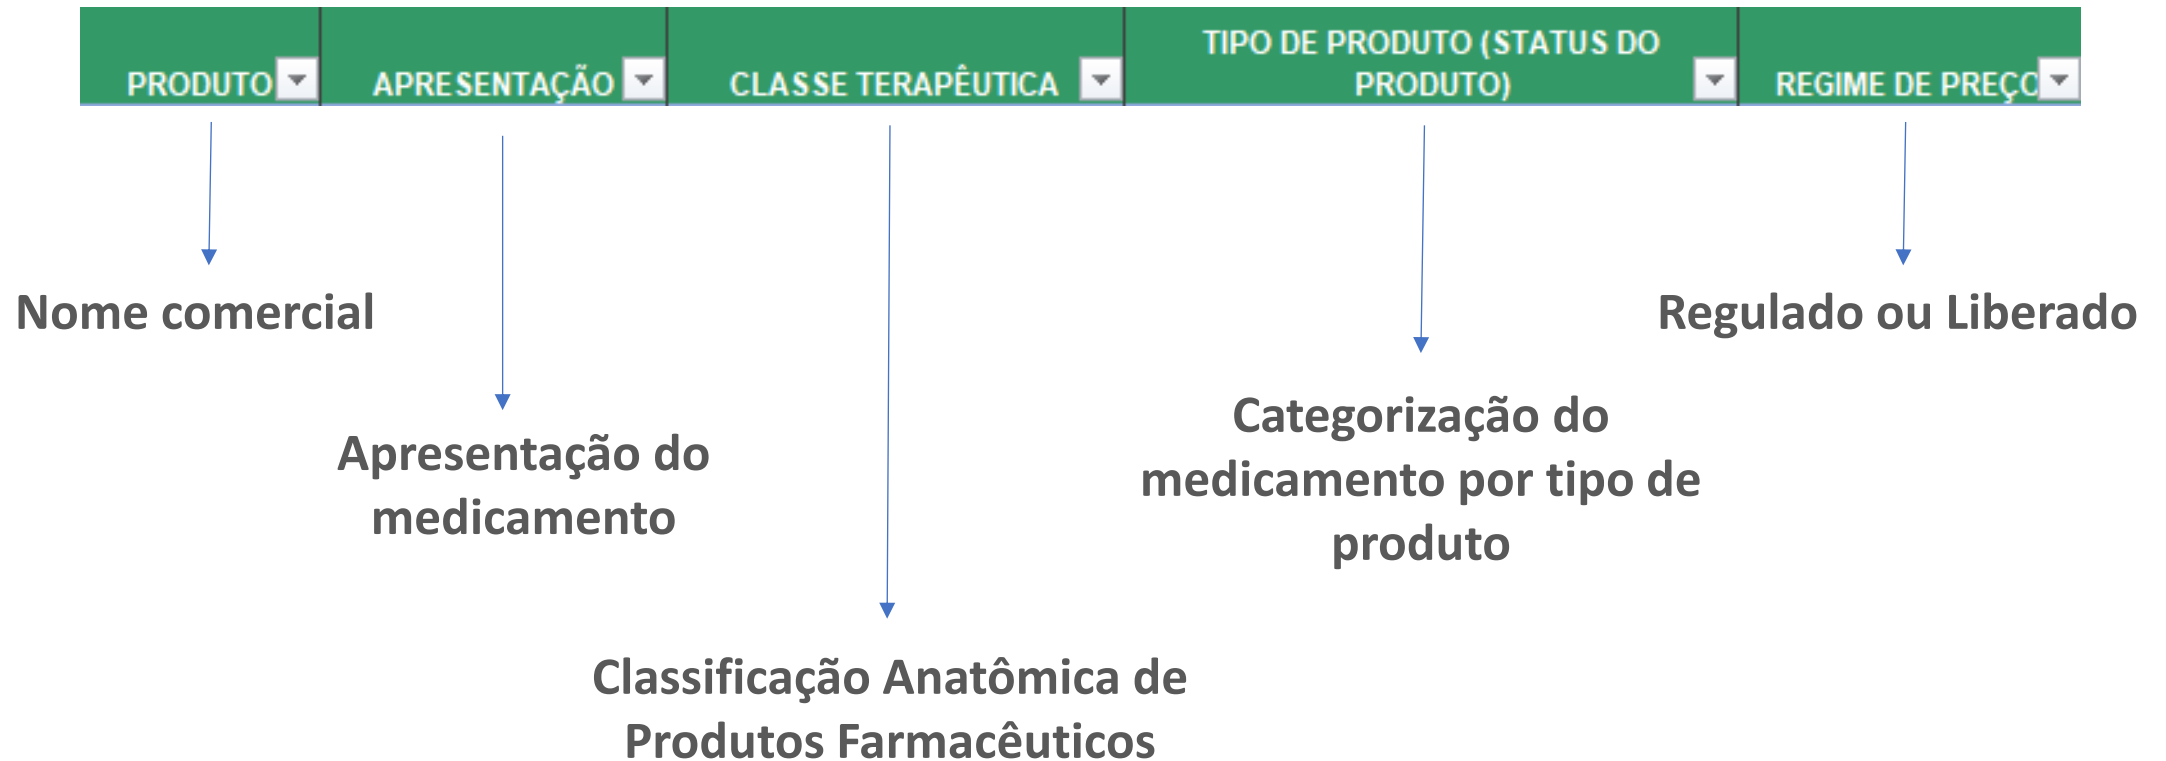 PRODUTO
APRESENTAÇÃO
CLASSE TERAPÊUTICA
TIPO DE PRODUTO (STATUS DO
PRODUTO)
REGIME DE PREÇO
Nome comercial
Regulado ou Liberado
Apresentação do
medicamento
Categorização do
medicamento por tipo de
produto
Classificação Anatômica de
Produtos Farmacêuticos